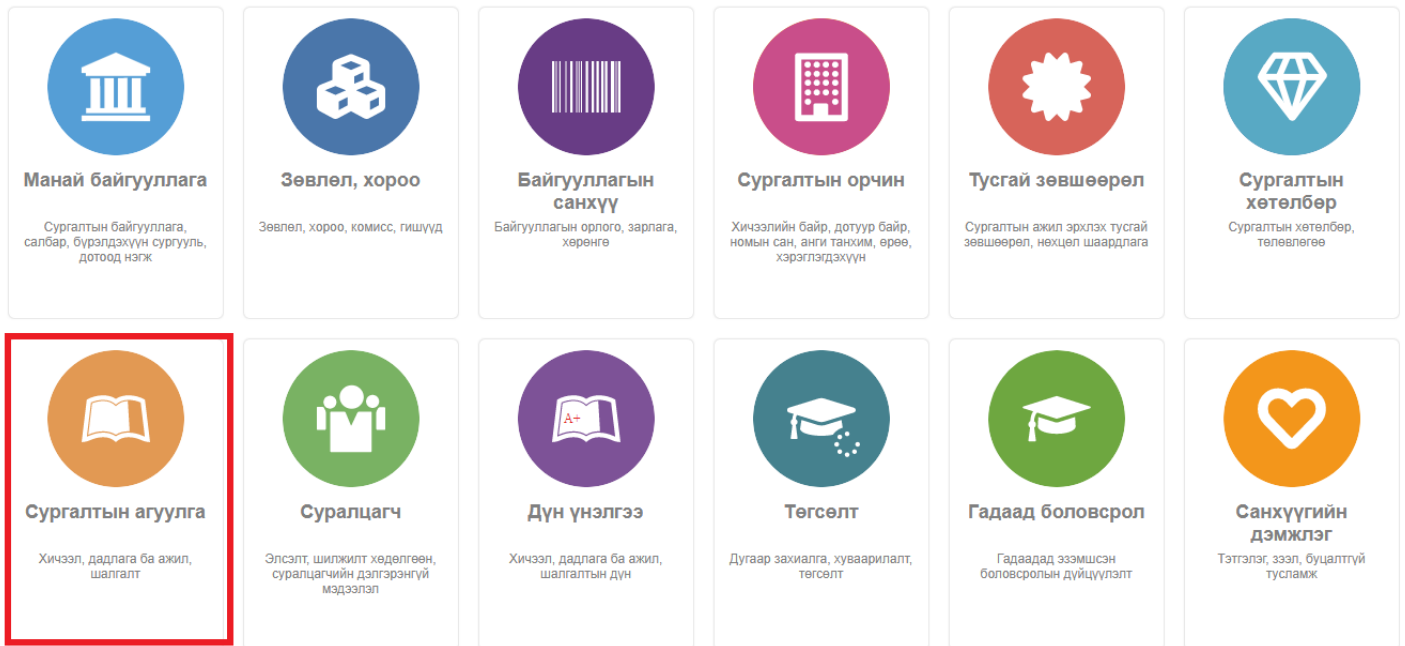 Манай байгууллага
Сургалтын байгууллага,
салбар, бүрэлдэхүүн сургууль,
дотоод нэгж
Зөвлөл, хороо
Зөвлөл, хороо, комисс, гишүүд
Байгууллагын
санхүү
Байгууллагын орлого, зарлага,
хөрөнгө
Сургалтын орчин
Хичээлийн байр, дотуур байр,
номын сан, анги танхим, өрөө,
хэрэглэгдэхүүн
Тусгай зөвшөөрөл
Сургалтын ажил эрхлэх тусгай
зөвшөөрөл, нөхцөл шаардлага
Сургалтын
хөтөлбөр
Сургалтын хөтөлбөр,
төлөвлөгөө
Сургалтын агуулга
Хичээл, дадлага ба ажил,
шалгалт
Суралцагч
Элсэлт, шилжилт хөдөлгөөн,
суралцагчийн дэлгэрэнгүй
мэдээлэл
A+
Дүн үнэлгээ
Хичээл, дадлага ба ажил,
шалгалтын дүн
Төгсөлт
Дугаар захиалга, хуваарилалт,
төгсөлт
Гадаад боловсрол
Гадаадад эзэмшсэн
боловсролын дүйцүүлэлт
Санхүүгийн
дэмжлэг
Тэтгэлэг, зээл, буцалтгүй
тусламж